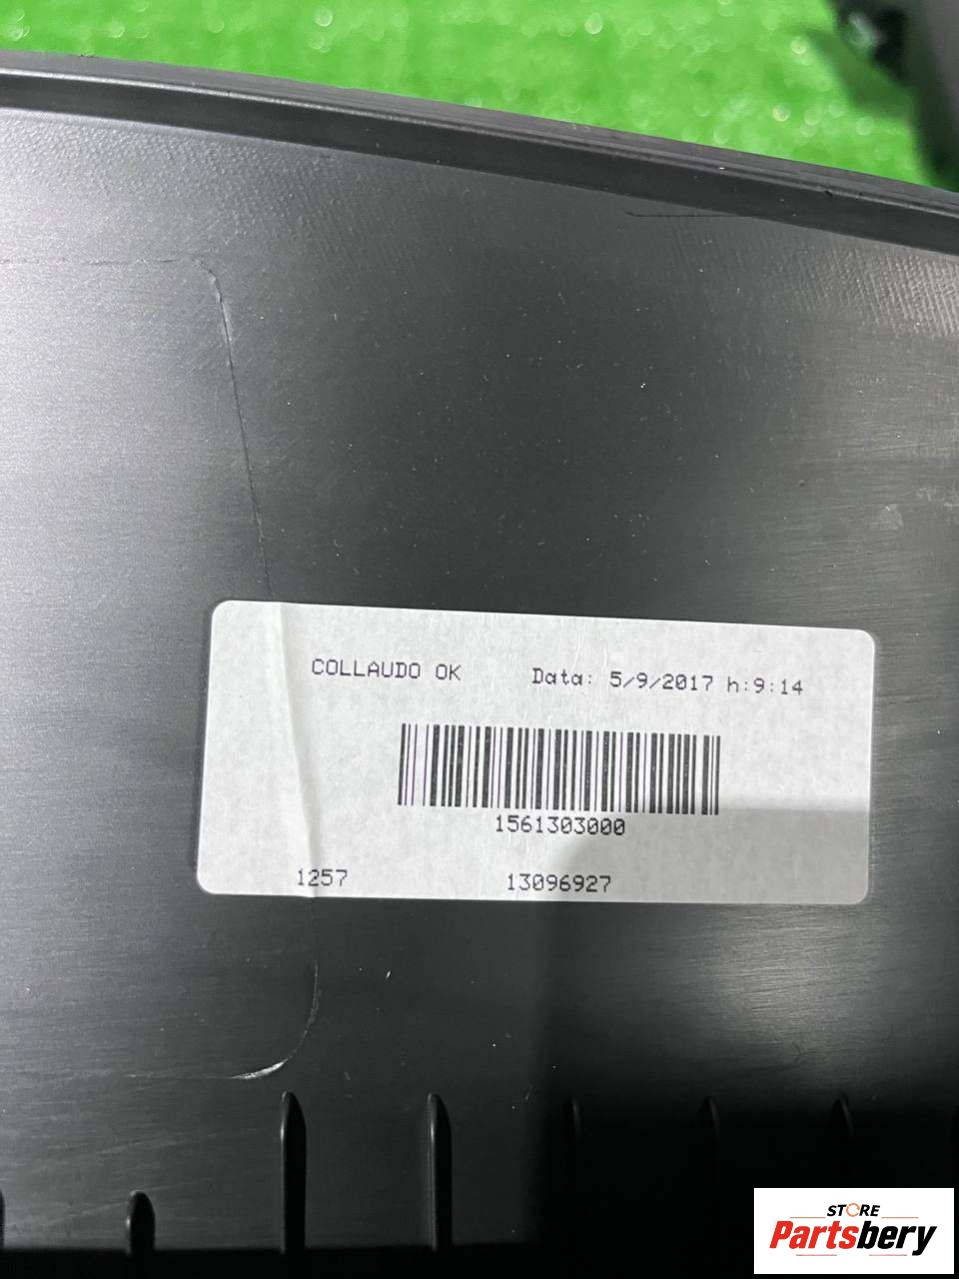 COLLAUDO OK Data: 5/9/2017 h:9:14
1561303000
1257 13096927
STORE
Partsbery